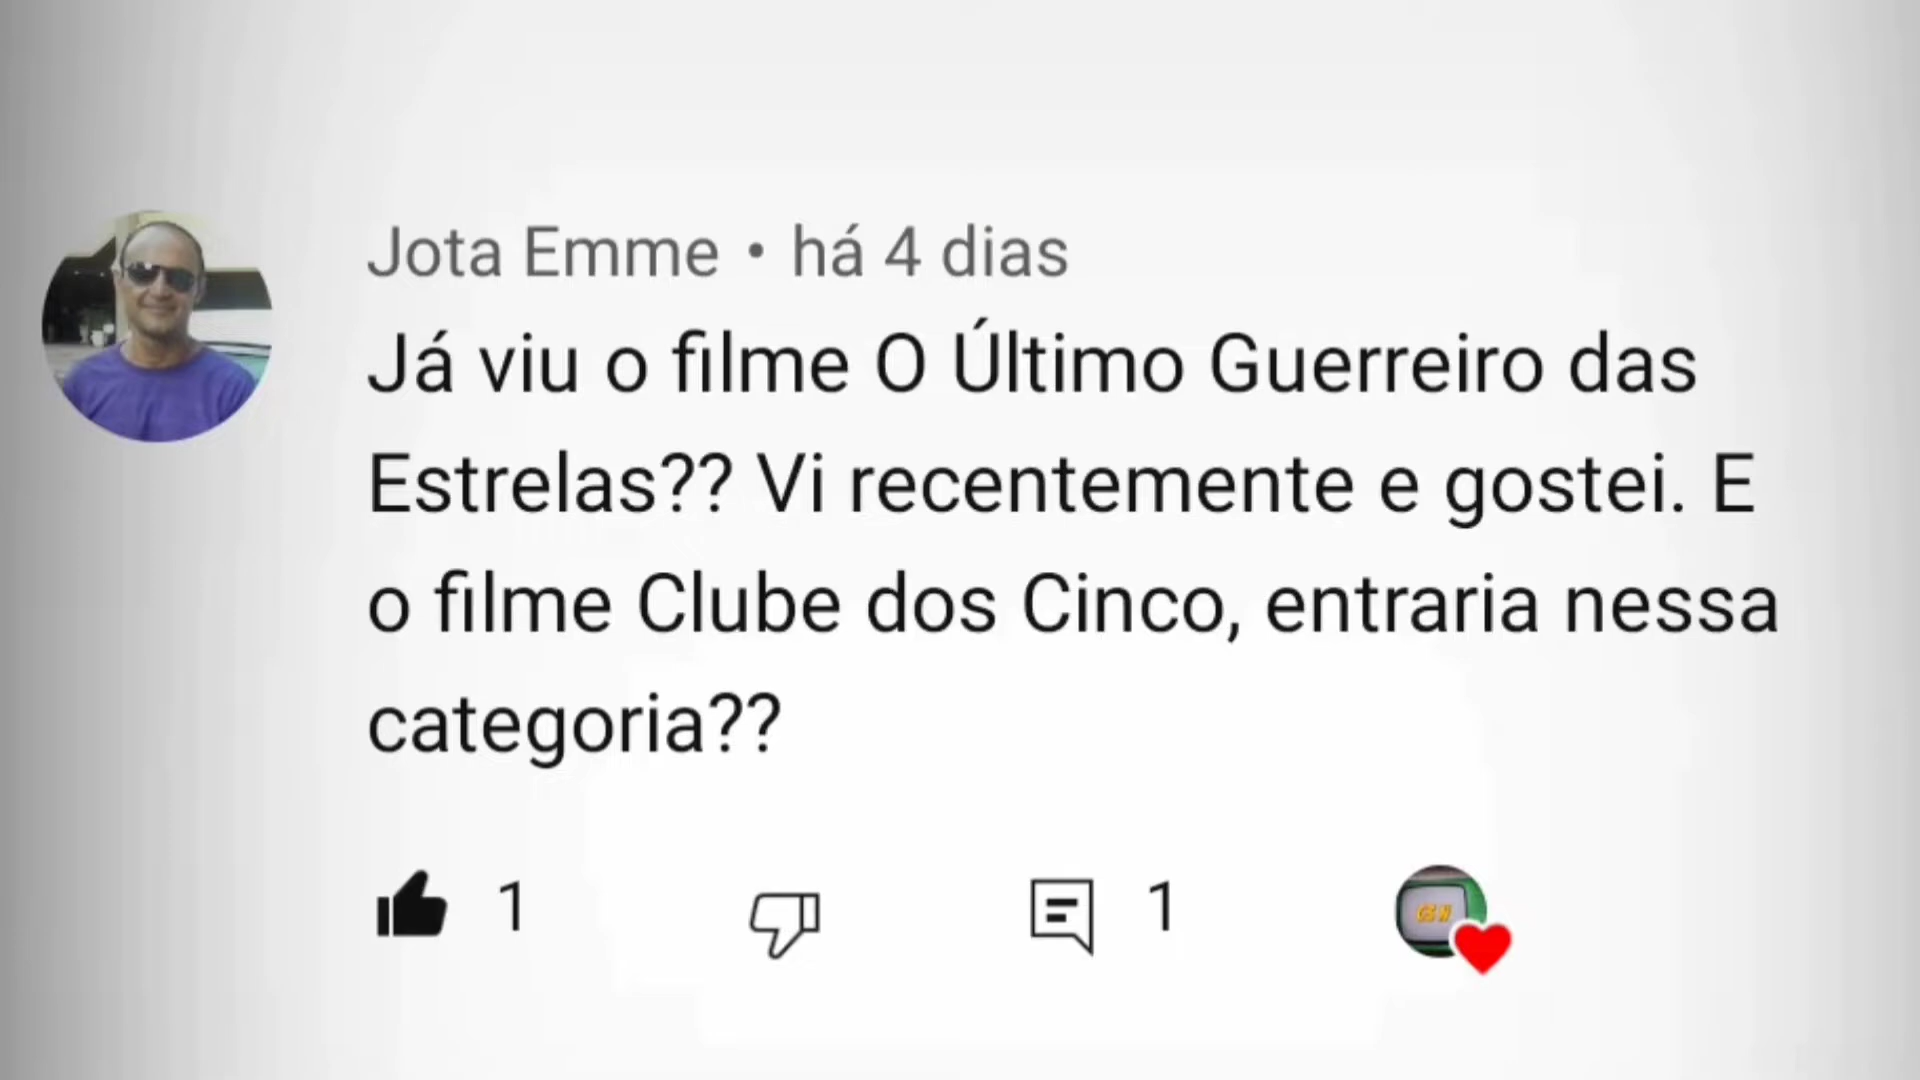 Jota Emme • há 4 dias
Já viu o filme O Último Guerreiro das
Estrelas?? Vi recentemente e gostei. E
o filme Clube dos Cinco, entraria nessa
categoria??
1
1